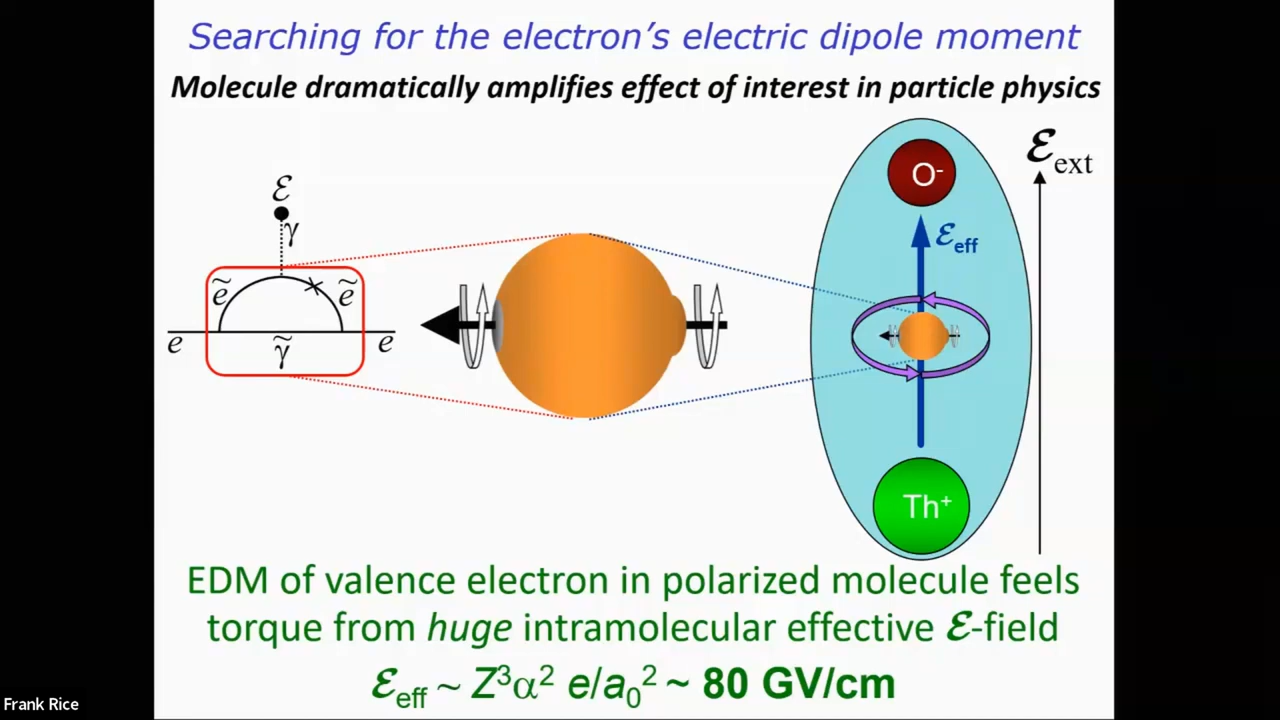 Searching for the electron’s electric dipole moment
Molecule dramatically amplifies effect of interest in particle physics
ℰ
γ
ẽ
ẽ
e
γ̃
e
ℰext
O⁻
ℰeff
Th⁺
EDM of valence electron in polarized molecule feels
torque from huge intramolecular effective ℰ-field
ℰeff ~ Z³α² e/a₀² ~ 80 GV/cm
Frank Rice